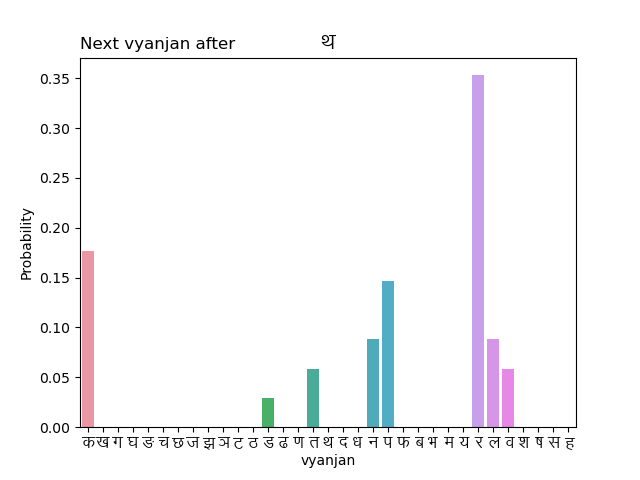 Next vyanjan after थ
Probability
0.35
0.30
0.25
0.20
0.15
0.10
0.05
0.00
क ख ग घ ङ च छ ज झ ञ ट ठ ड ढ ण त थ द ध न प फ ब भ म य र ल व श ष स ह
vyanjan